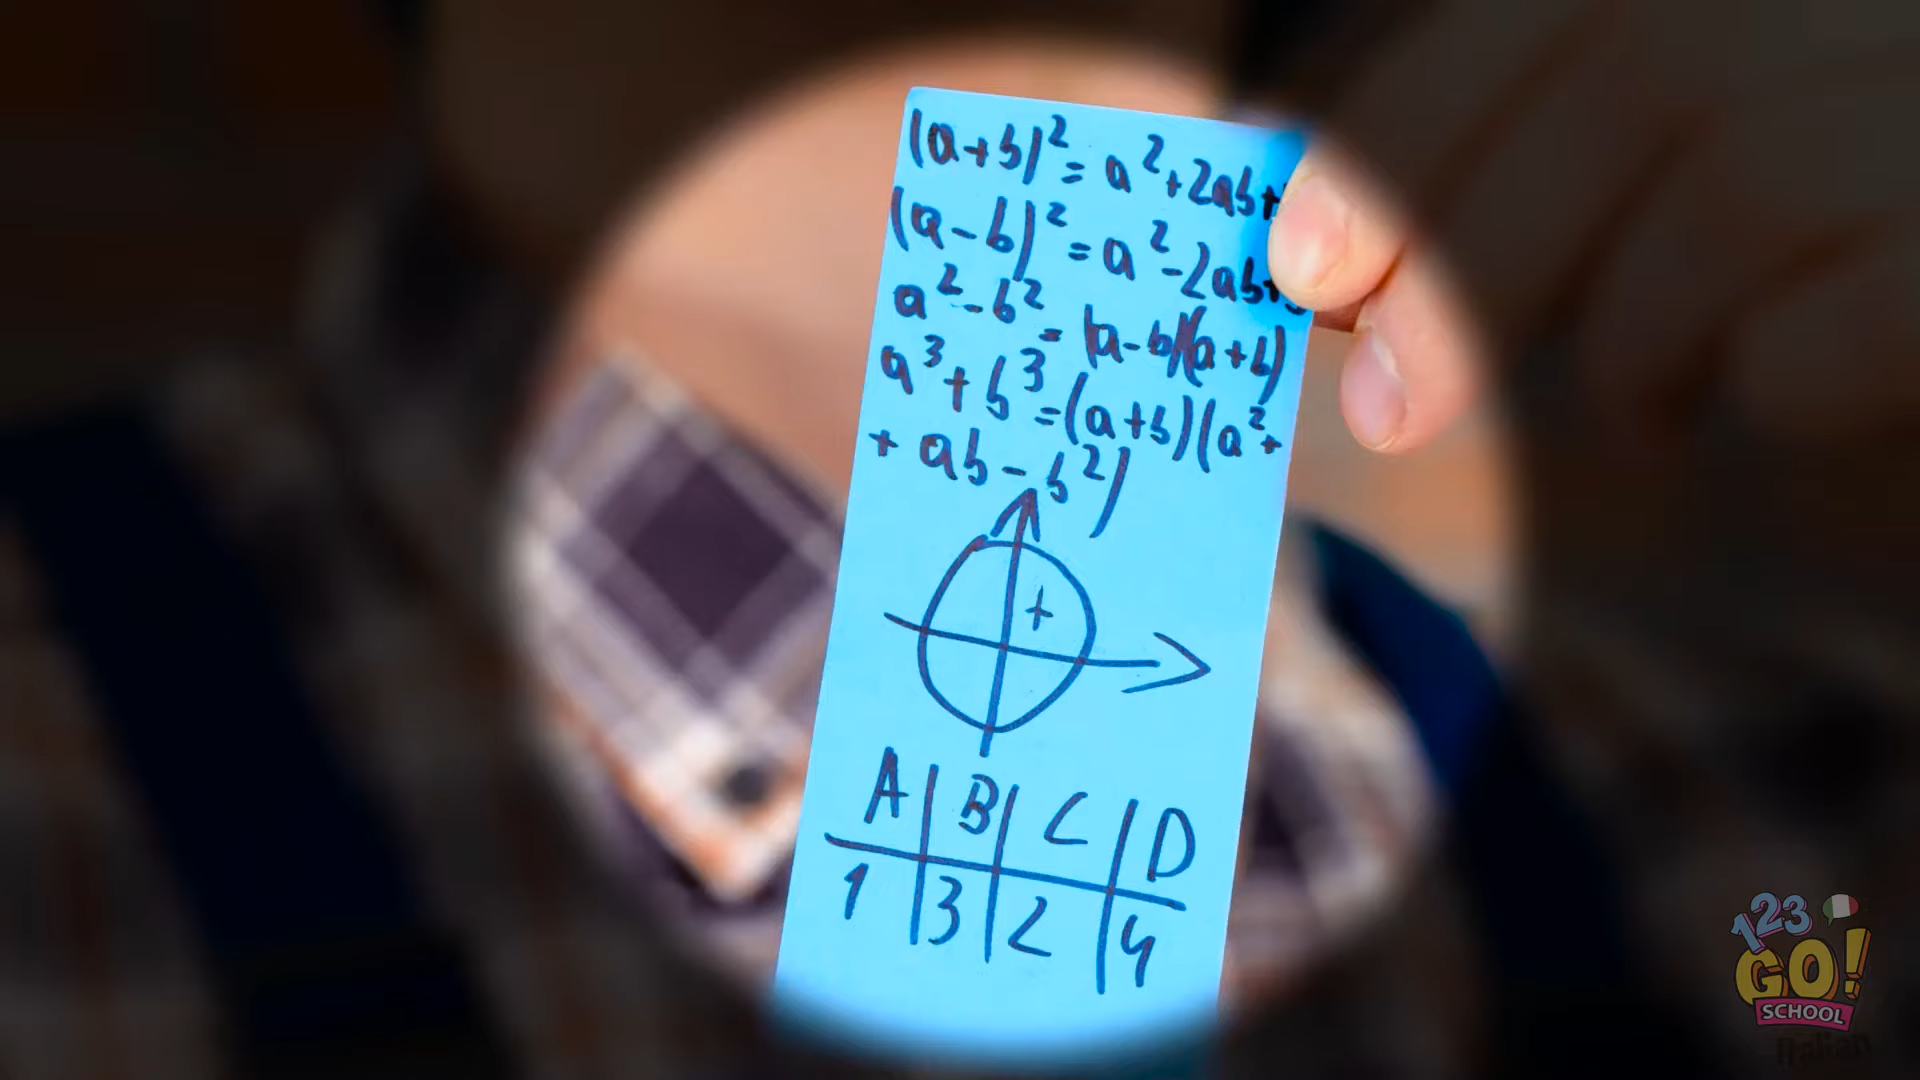 (a+b)² = a²+2ab+
(a-b)² = a²-2ab+
a²-b² = (a-b)(a+b)
a³+b³=(a+b)(a²+
+ ab-b²)
+
A B C D
1 3 2 4
123
GO!
SCHOOL
Italian